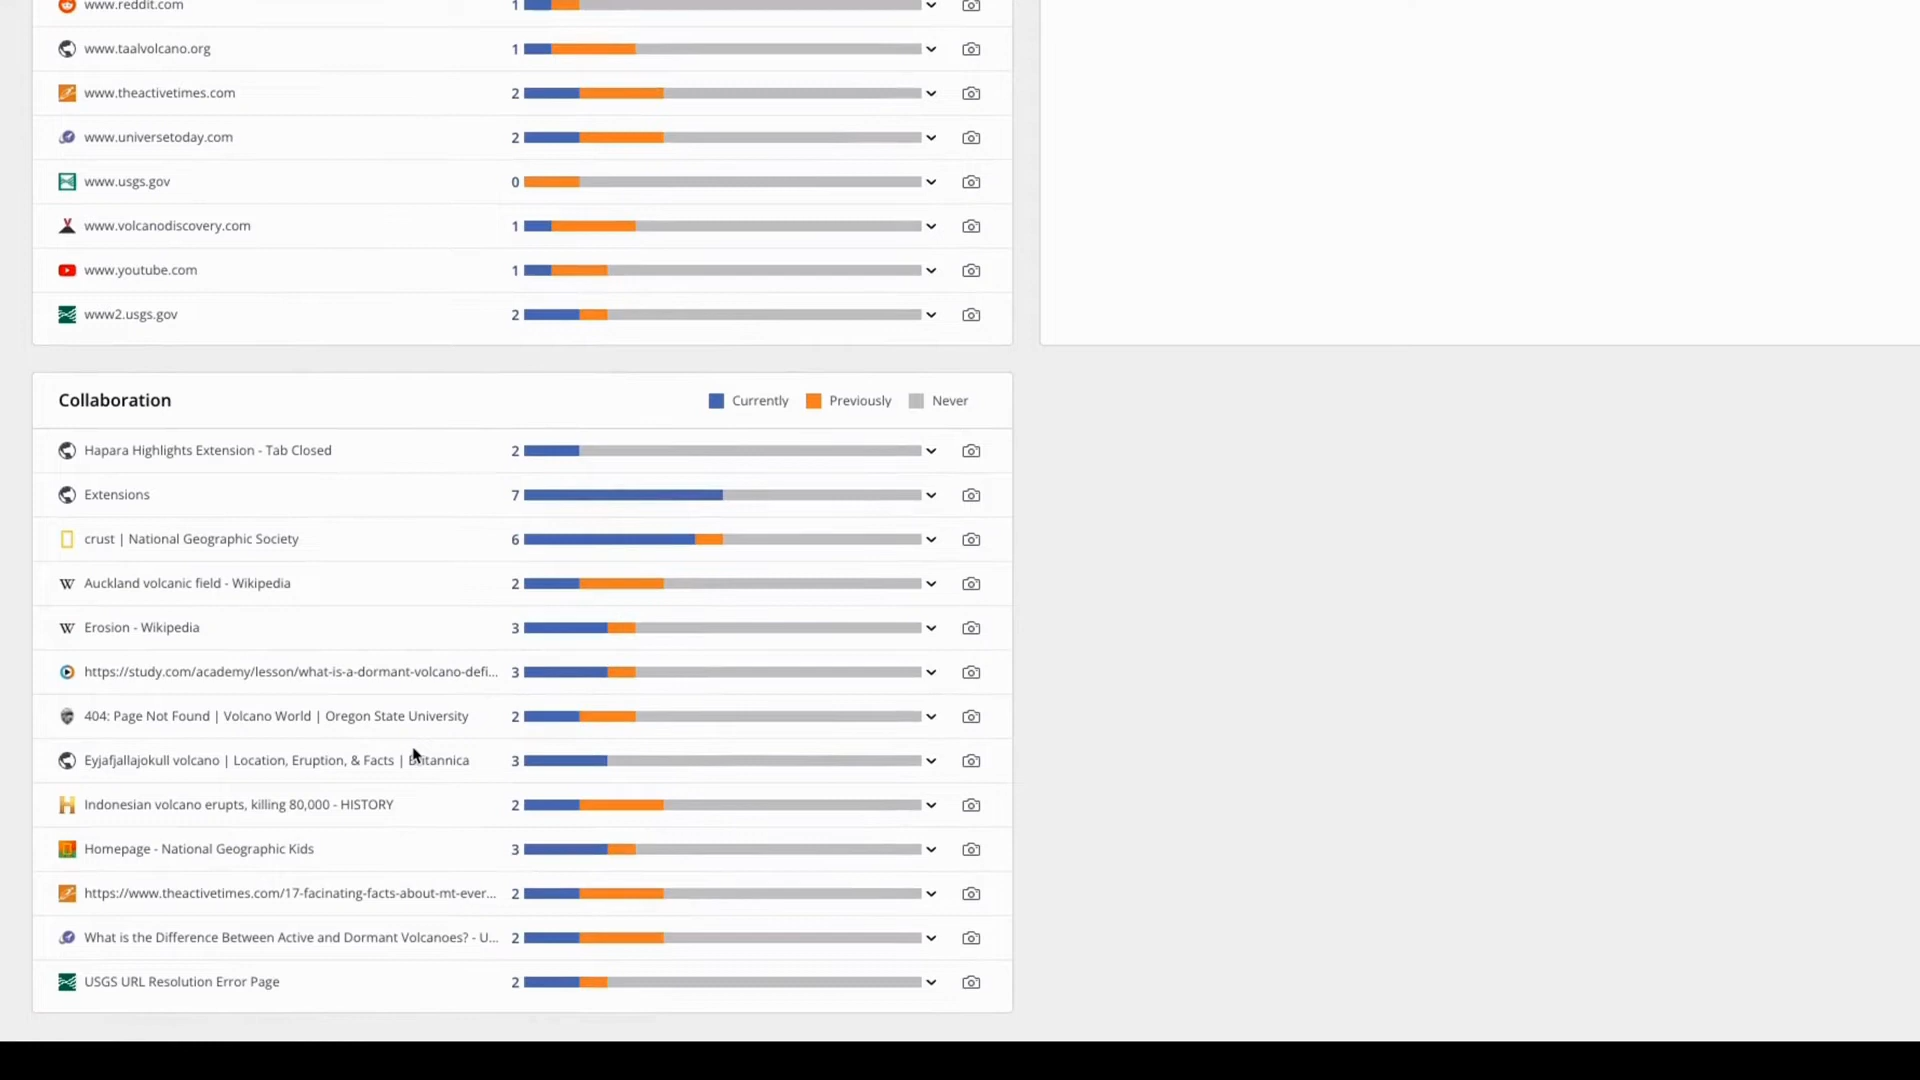 www.reddit.com 1
www.taalvolcano.org 1
www.theactivetimes.com 2
www.universetoday.com 2
www.usgs.gov 0
www.volcanodiscovery.com 1
www.youtube.com 1
www2.usgs.gov 2
Collaboration Currently Previously Never
Hapara Highlights Extension - Tab Closed 2
Extensions 7
crust | National Geographic Society 6
Auckland volcanic field - Wikipedia 2
Erosion - Wikipedia 3
https://study.com/academy/lesson/what-is-a-dormant-volcano-defi... 3
404: Page Not Found | Volcano World | Oregon State University 2
Eyjafjallajokull volcano | Location, Eruption, & Facts | Britannica 3
Indonesian volcano erupts, killing 80,000 - HISTORY 2
Homepage - National Geographic Kids 3
https://www.theactivetimes.com/17-facinating-facts-about-mt-ever... 2
What is the Difference Between Active and Dormant Volcanoes? - U... 2
USGS URL Resolution Error Page 2